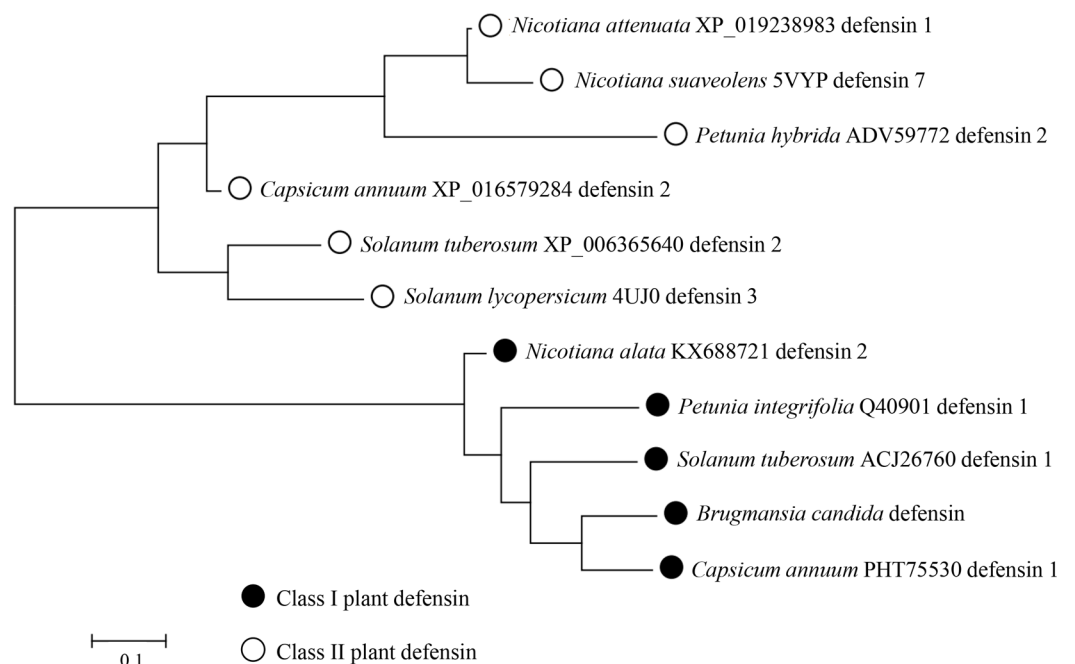 Nicotiana attenuata XP_019238983 defensin 1
Nicotiana suaveolens 5VYP defensin 7
Petunia hybrida ADV59772 defensin 2
Capsicum annuum XP_016579284 defensin 2
Solanum tuberosum XP_006365640 defensin 2
Solanum lycopersicum 4UJ0 defensin 3
Nicotiana alata KX688721 defensin 2
Petunia integrifolia Q40901 defensin 1
Solanum tuberosum ACJ26760 defensin 1
Brugmansia candida defensin
Capsicum annuum PHT75530 defensin 1
Class I plant defensin
Class II plant defensin
0.1